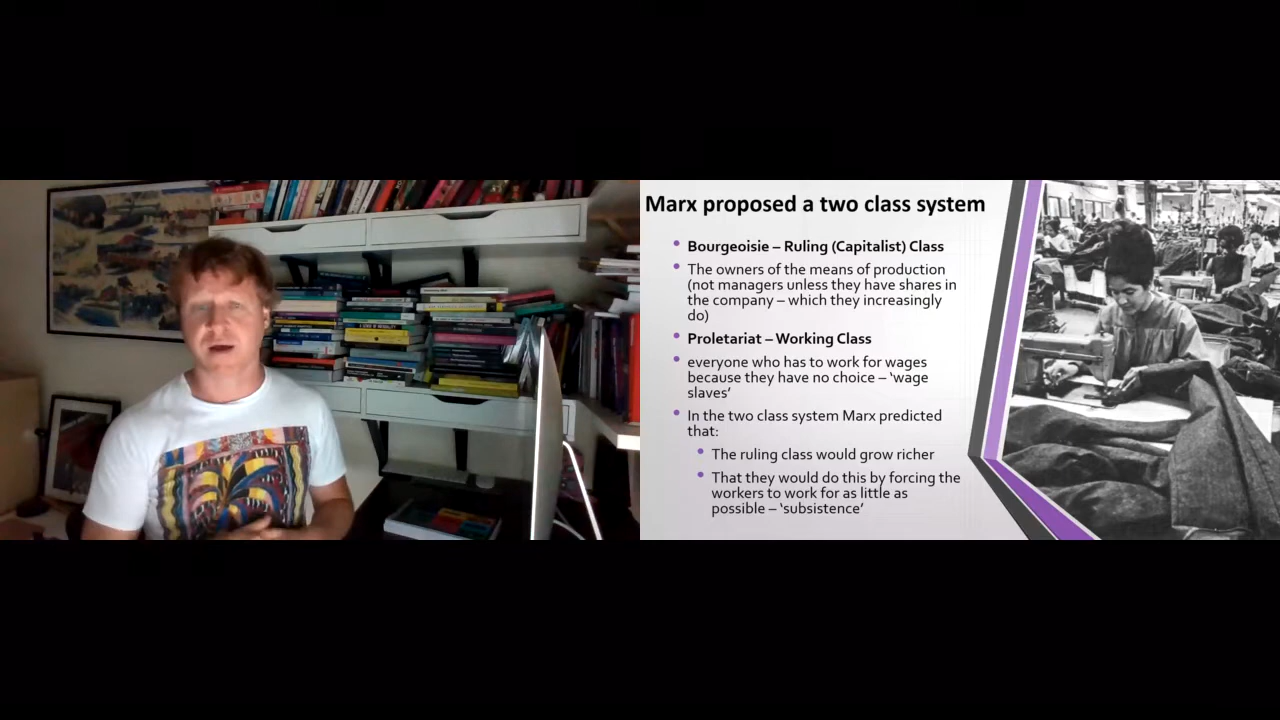 Marx proposed a two class system
Bourgeoisie – Ruling (Capitalist) Class
The owners of the means of production
(not managers unless they have shares in
the company – which they increasingly
do)
Proletariat – Working Class
everyone who has to work for wages
because they have no choice – ‘wage
slaves’
In the two class system Marx predicted
that:
The ruling class would grow richer
That they would do this by forcing the
workers to work for as little as
possible – ‘subsistence’